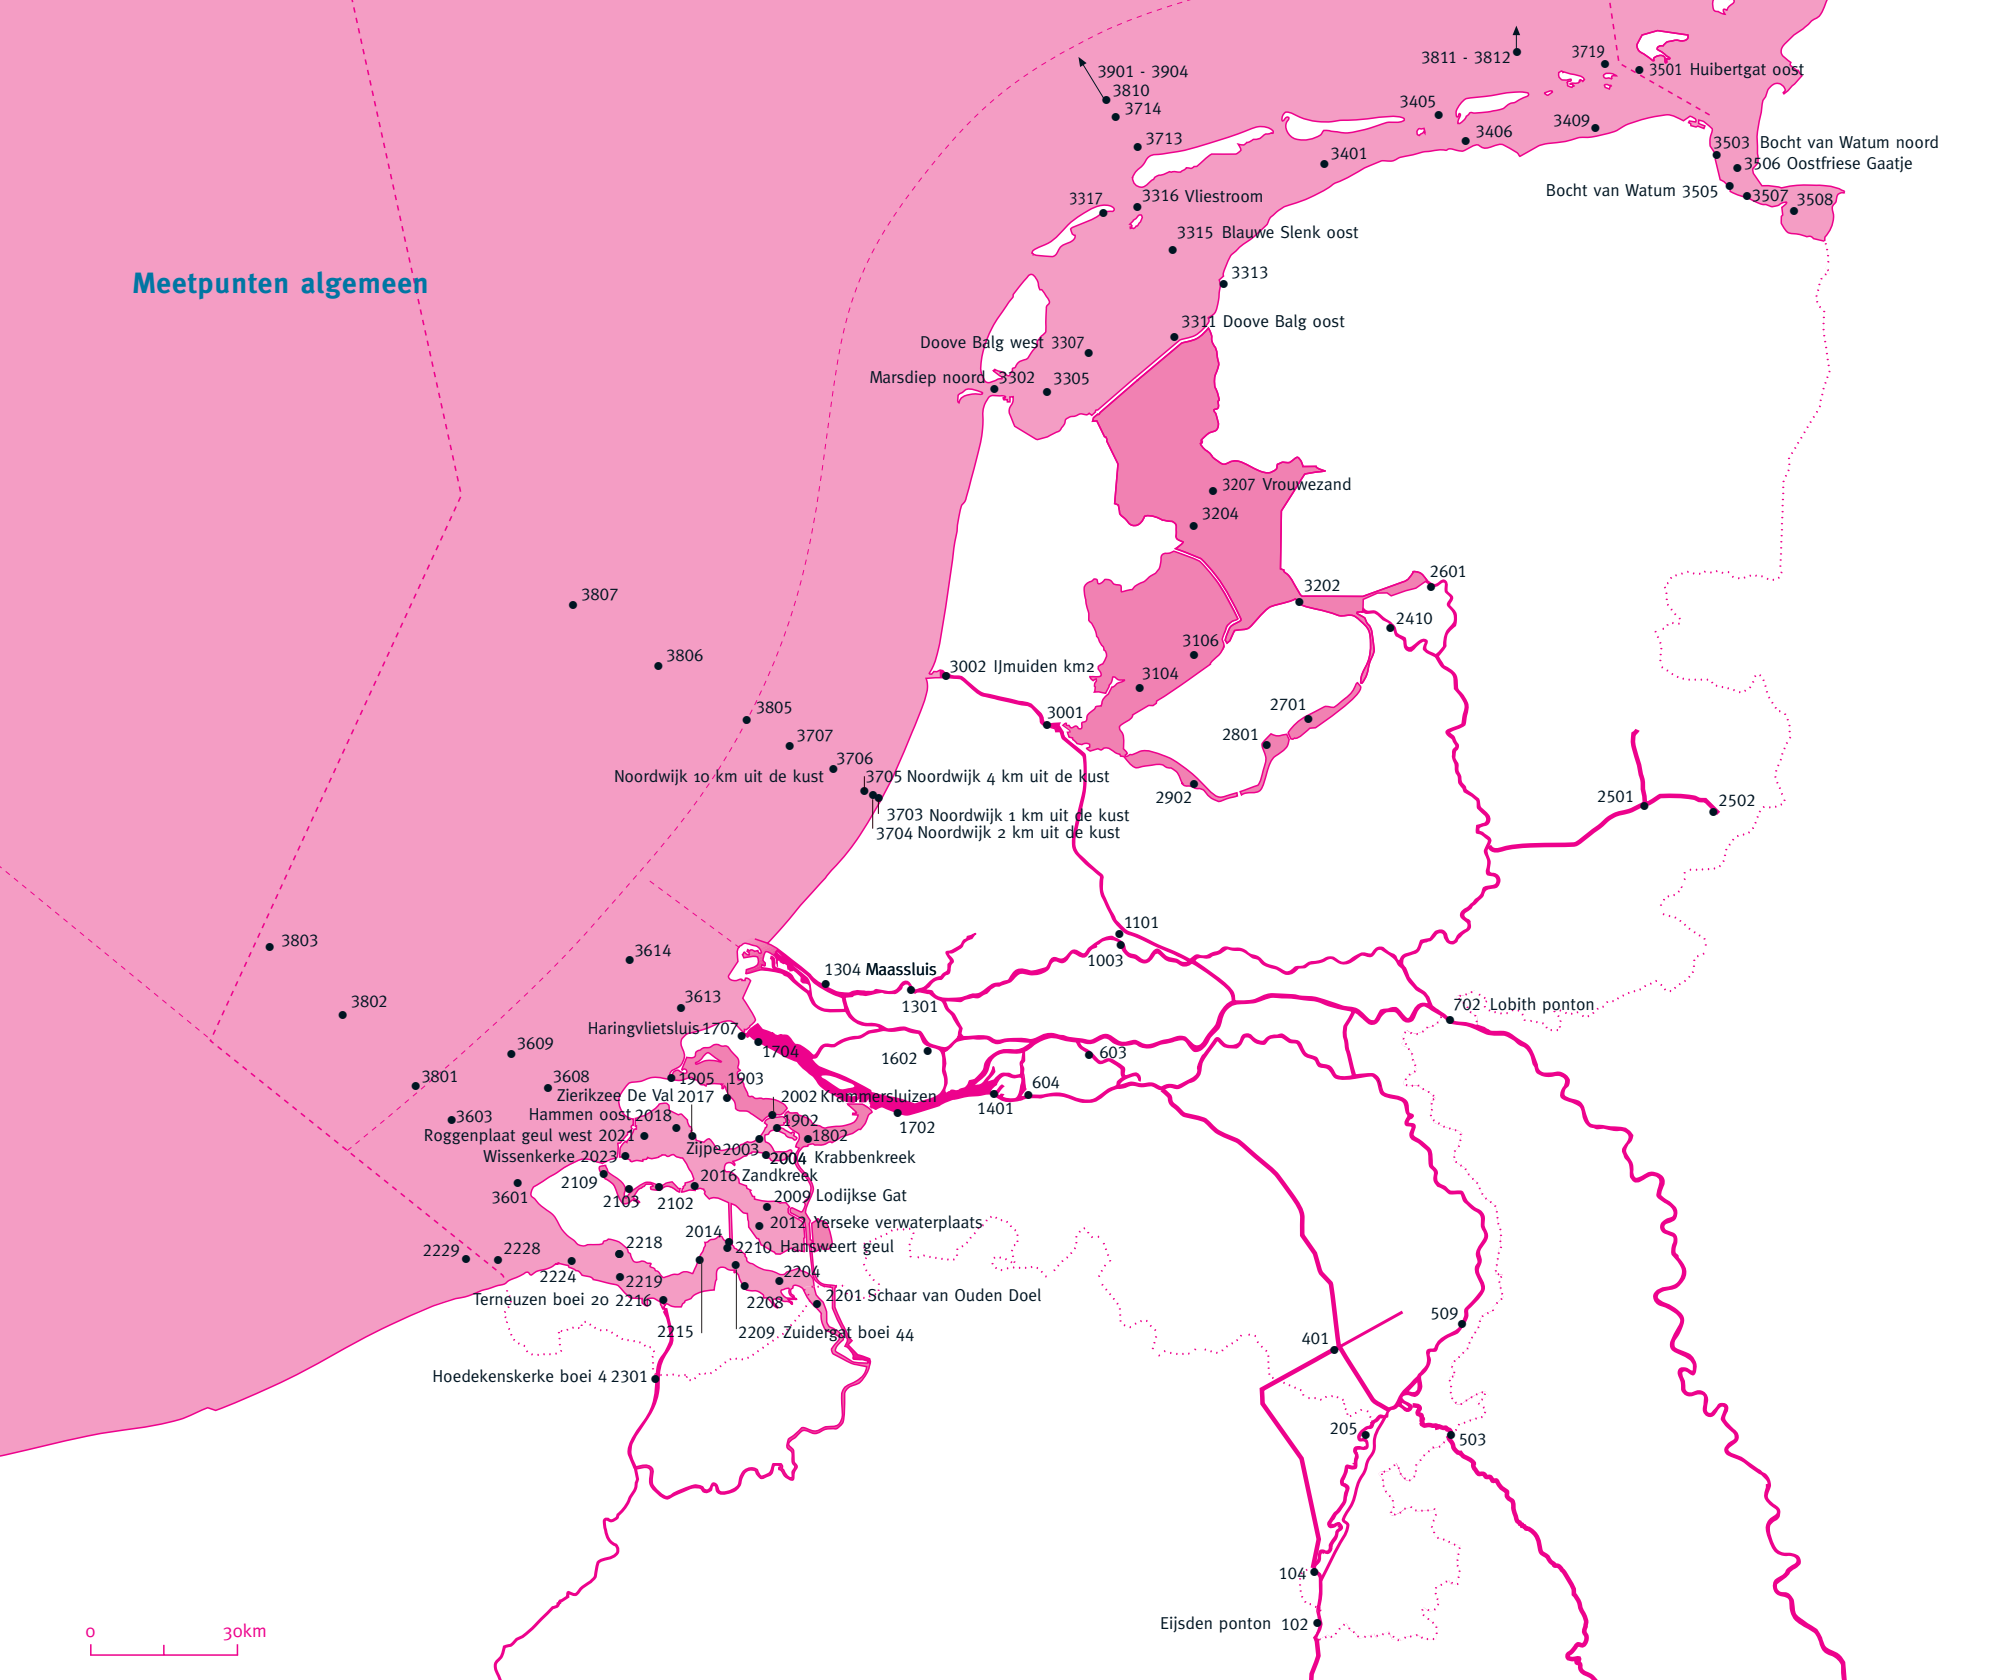 3811 - 3812
3719
3501 Huibertgat oost
3901 - 3904
3810
3714
3405
3406
3409
3713
3401
3503 Bocht van Watum noord
3506 Oostfriese Gaatje
Bocht van Watum 3505
3507
3508
3317
3316 Vliestroom
3315 Blauwe Slenk oost
3313
Meetpunten algemeen
3311 Doove Balg oost
Doove Balg west 3307
Marsdiep noord 3302
3305
3207 Vrouwezand
3204
3202
2601
2410
3807
3806
3106
3104
3002 IJmuiden km2
3001
2701
2801
2902
3805
3707
3706
Noordwijk 10 km uit de kust
3705 Noordwijk 4 km uit de kust
3703 Noordwijk 1 km uit de kust
3704 Noordwijk 2 km uit de kust
2501
2502
1101
1003
3803
3614
1304 Maassluis
1301
3802
3613
702 Lobith ponton
Haringvlietsluis 1707
1704
1602
603
3609
3801
3608
1905
1903
604
Zierikzee De Val 2017
2002 Krammersluizen
1401
3603
Hammen oost 2018
1902
1702
Roggenplaat geul west 2021
1802
Zijpe 2003
Wissenkerke 2023
2004 Krabbenkreek
2109
2016 Zandkreek
3601
2103
2102
2009 Lodijkse Gat
2012 Yerseke verwaterplaats
2014
2210 Hansweert geul
2229
2228
2218
2224
2219
2204
Terneuzen boei 20 2216
2208
2201 Schaar van Ouden Doel
2215
2209 Zuidergat boei 44
509
401
Hoedekenskerke boei 4 2301
205
503
104
Eijsden ponton 102
0 30km